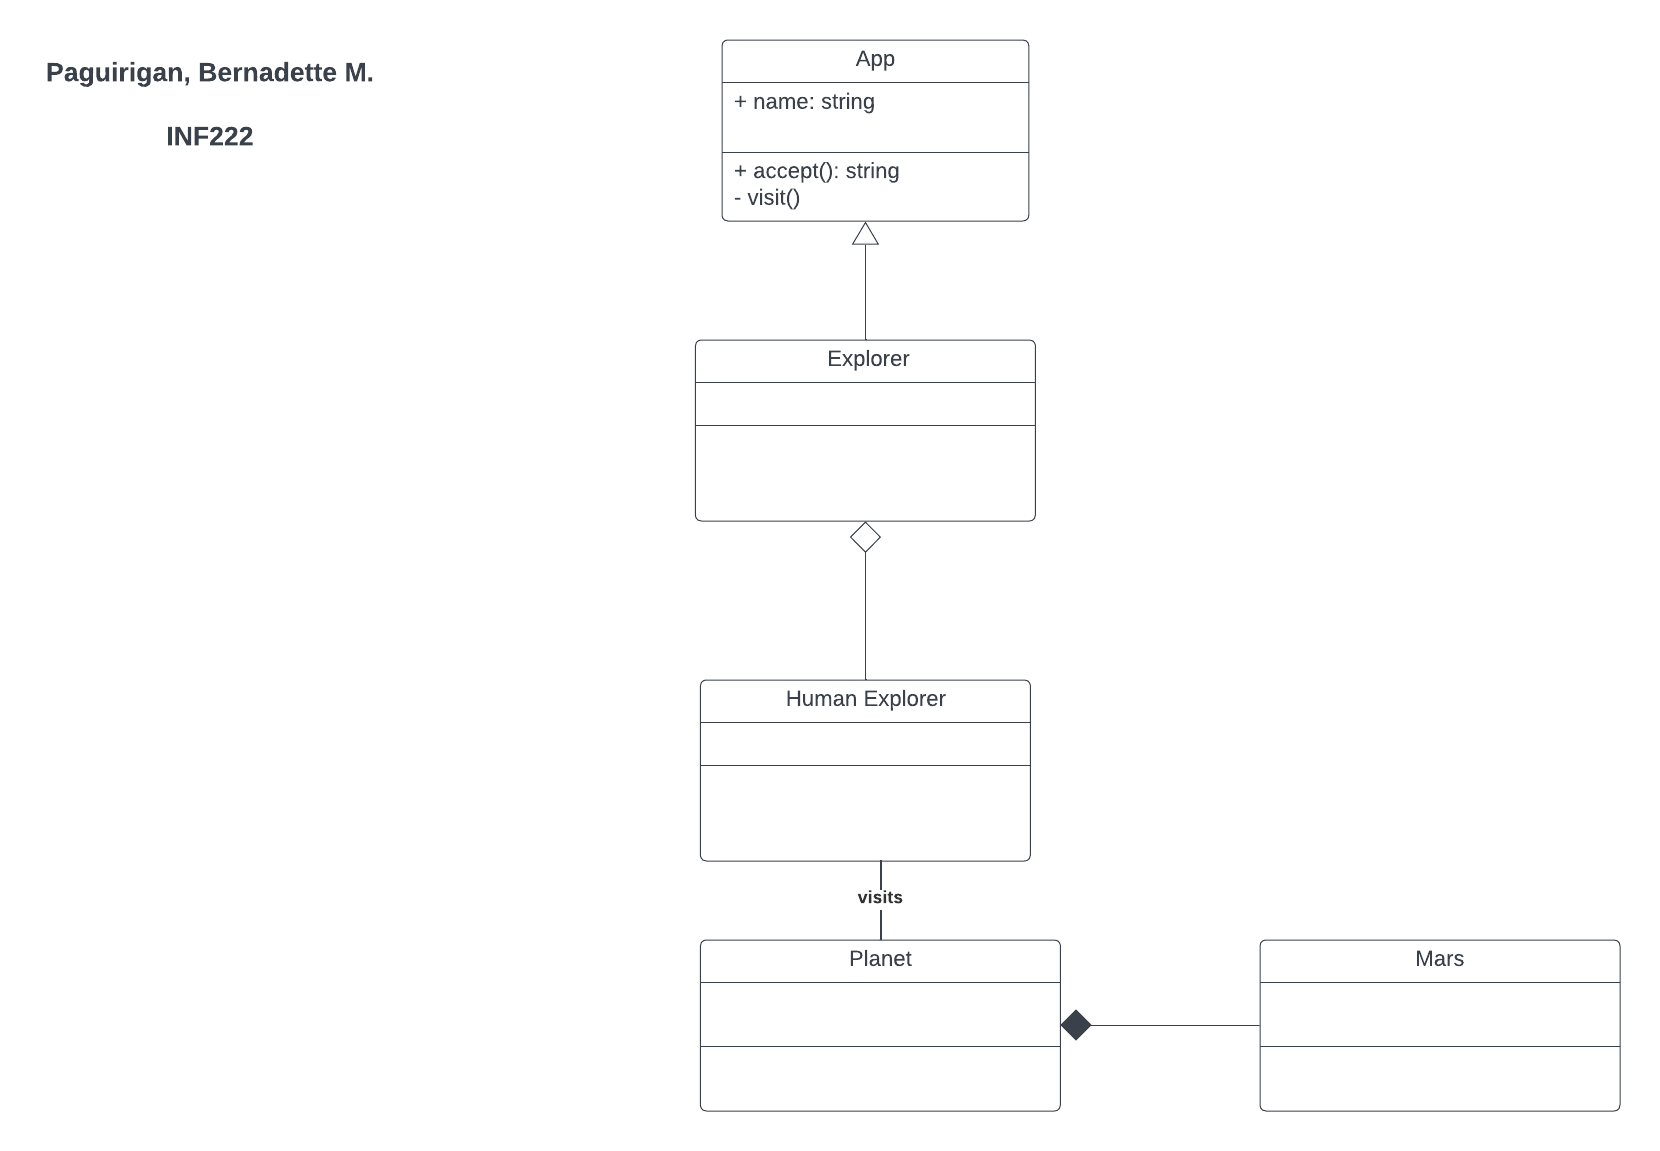 Paguirigan, Bernadette M.
INF222
App
+ name: string
+ accept(): string
- visit()
Explorer
Human Explorer
visits
Planet
Mars